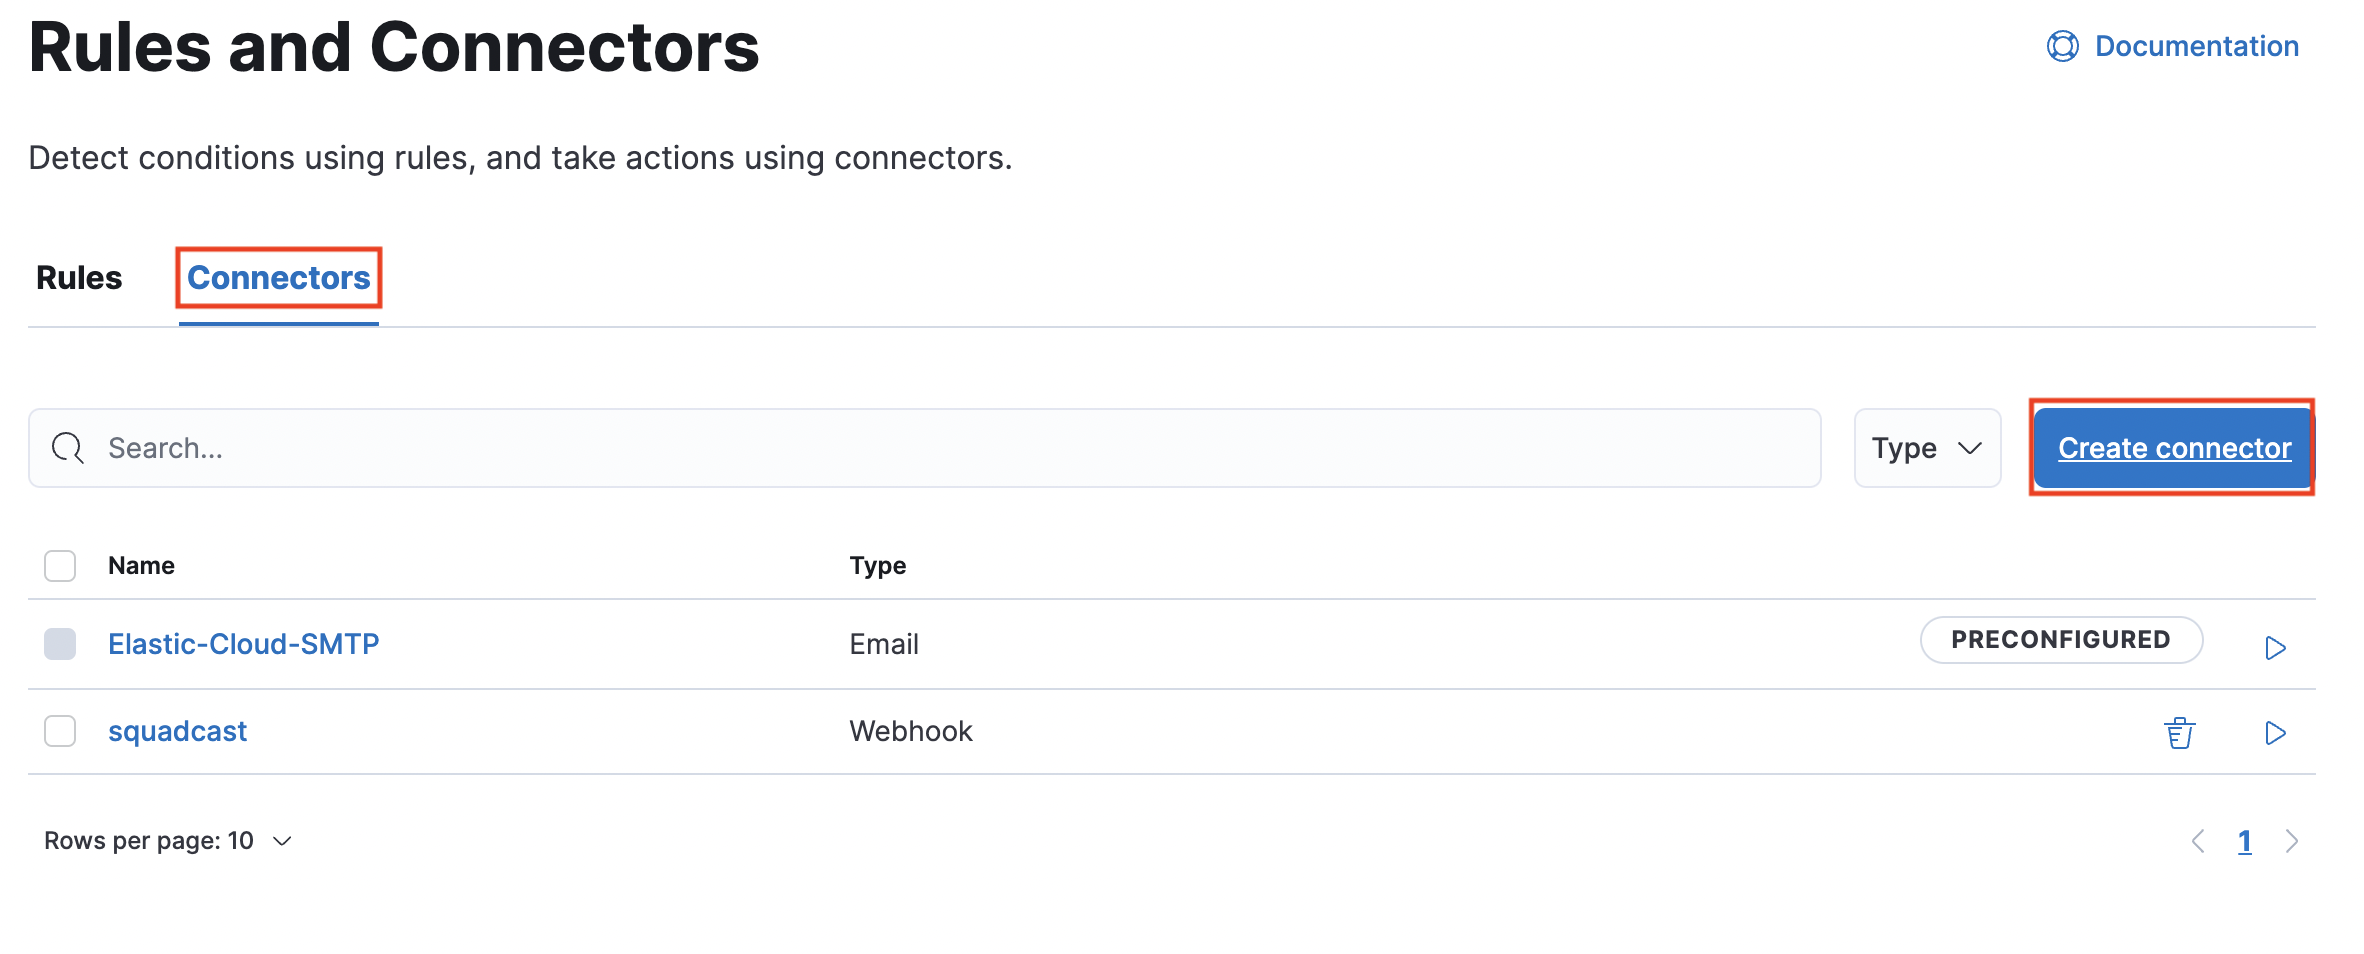 Rules and Connectors
Documentation
Detect conditions using rules, and take actions using connectors.
Rules Connectors
Search...
Type
Create connector
Name Type
Elastic-Cloud-SMTP Email PRECONFIGURED
squadcast Webhook
Rows per page: 10
1